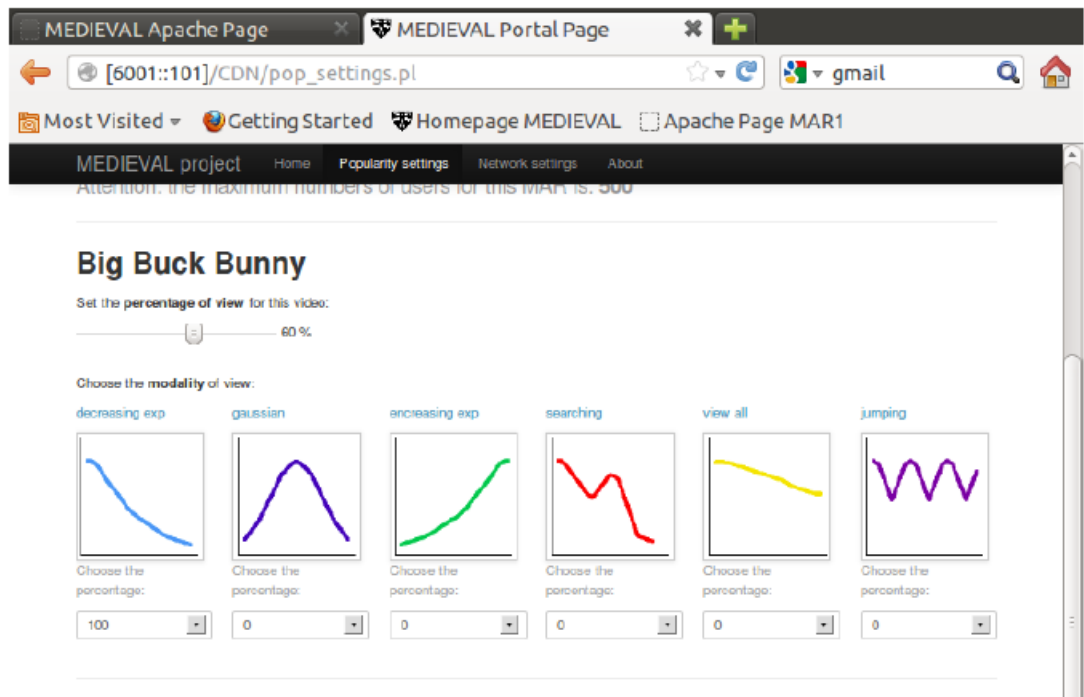 MEDIEVAL Apache Page MEDIEVAL Portal Page
[6001::101]/CDN/pop_settings.pl gmail
Most Visited Getting Started Homepage MEDIEVAL Apache Page MAR1
MEDIEVAL project Home Popularity settings Network settings About
Attention: the maximum numbers of users for this MAR is: 500
Big Buck Bunny
Set the percentage of view for this video:
60 %
Choose the modality of view:
decreasing exp gaussian encreasing exp searching view all jumping
Choose the Choose the Choose the Choose the Choose the Choose the
percentage: percentage: percentage: percentage: percentage: percentage:
100 0 0 0 0 0